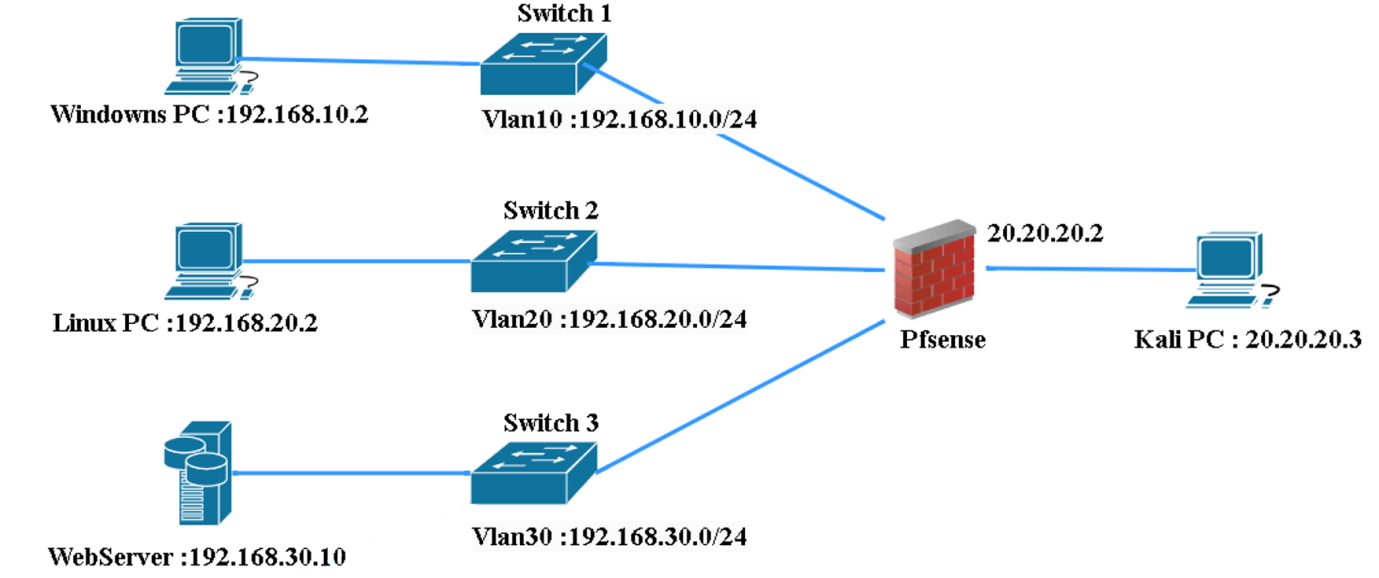 Switch 1
Windowns PC :192.168.10.2
Vlan10 :192.168.10.0/24
Switch 2
20.20.20.2
Linux PC :192.168.20.2
Vlan20 :192.168.20.0/24
Pfsense
Kali PC : 20.20.20.3
Switch 3
WebServer :192.168.30.10
Vlan30 :192.168.30.0/24